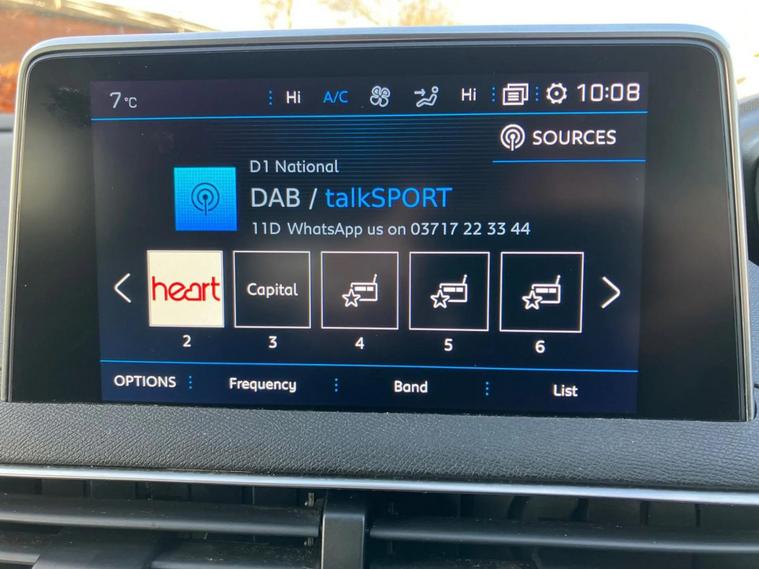 7 °C Hi A/C Hi 10:08
SOURCES
D1 National
DAB / talkSPORT
11D WhatsApp us on 03717 22 33 44
heart Capital
2 3 4 5 6
OPTIONS Frequency Band List